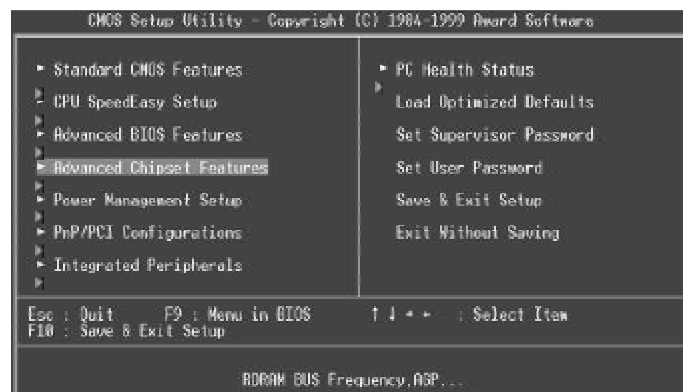 CMOS Setup Utility - Copyright (C) 1984-1999 Award Software
► Standard CMOS Features
► CPU SpeedEasy Setup
► Advanced BIOS Features
► Advanced Chipset Features
► Power Management Setup
► PnP/PCI Configurations
► Integrated Peripherals
► PC Health Status
Load Optimized Defaults
Set Supervisor Password
Set User Password
Save & Exit Setup
Exit Without Saving
Esc : Quit F9 : Menu in BIOS ↑ ↓ → ← : Select Item
F10 : Save & Exit Setup
RDRAM BUS Frequency,AGP...